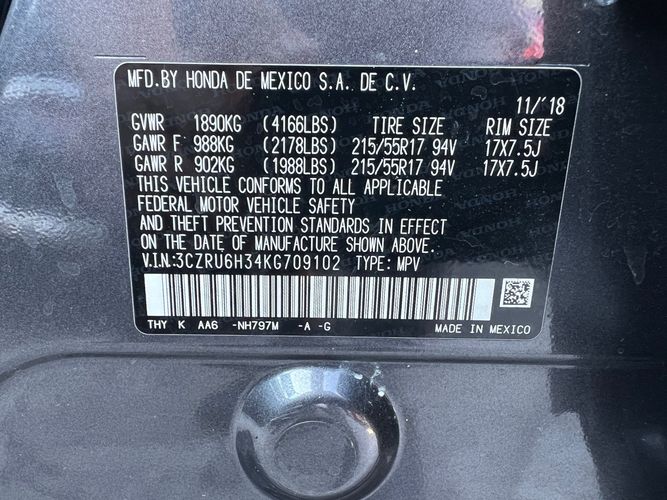 MFD.BY HONDA DE MEXICO S.A. DE C.V.
11/'18
GVWR 1890KG (4166LBS) TIRE SIZE RIM SIZE
GAWR F 988KG (2178LBS) 215/55R17 94V 17X7.5J
GAWR R 902KG (1988LBS) 215/55R17 94V 17X7.5J
THIS VEHICLE CONFORMS TO ALL APPLICABLE
FEDERAL MOTOR VEHICLE SAFETY
AND THEFT PREVENTION STANDARDS IN EFFECT
ON THE DATE OF MANUFACTURE SHOWN ABOVE.
V.I.N:3CZRU6H34KG709102 TYPE: MPV
THY K AA6 -NH797M -A -G MADE IN MEXICO